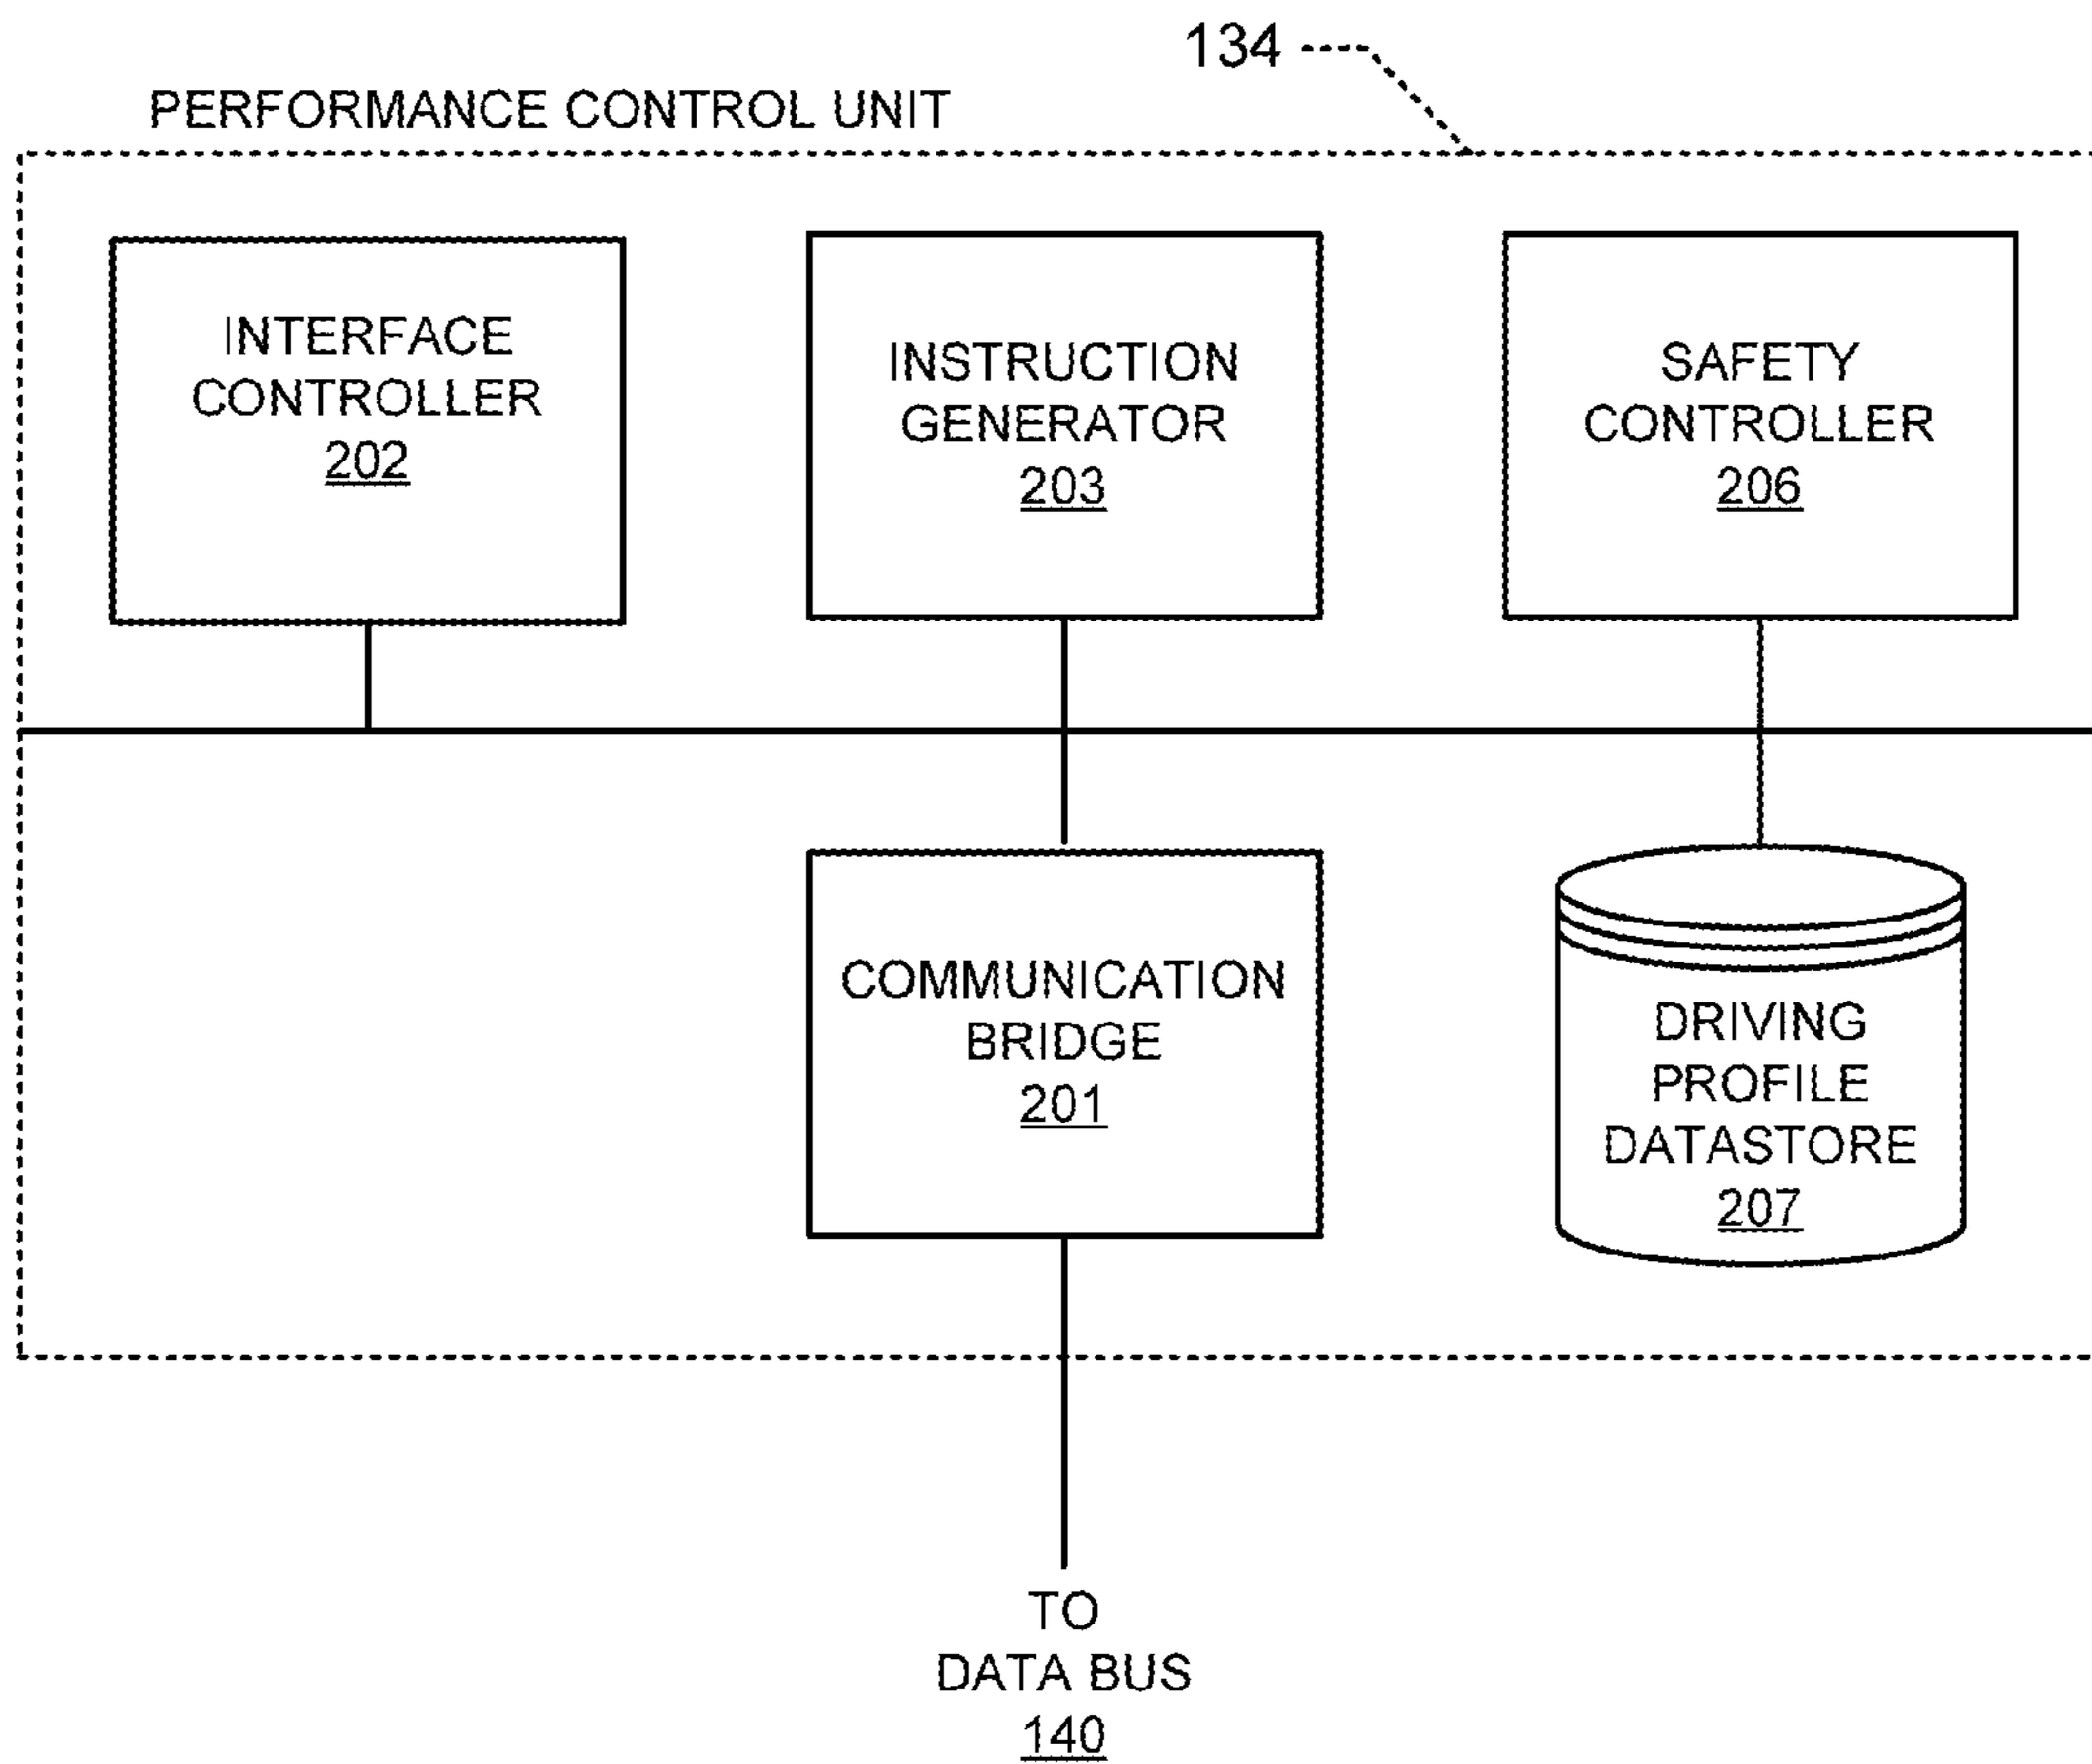 134
PERFORMANCE CONTROL UNIT
INTERFACE
CONTROLLER
202
INSTRUCTION
GENERATOR
203
SAFETY
CONTROLLER
206
COMMUNICATION
BRIDGE
201
DRIVING
PROFILE
DATASTORE
207
TO
DATA BUS
140